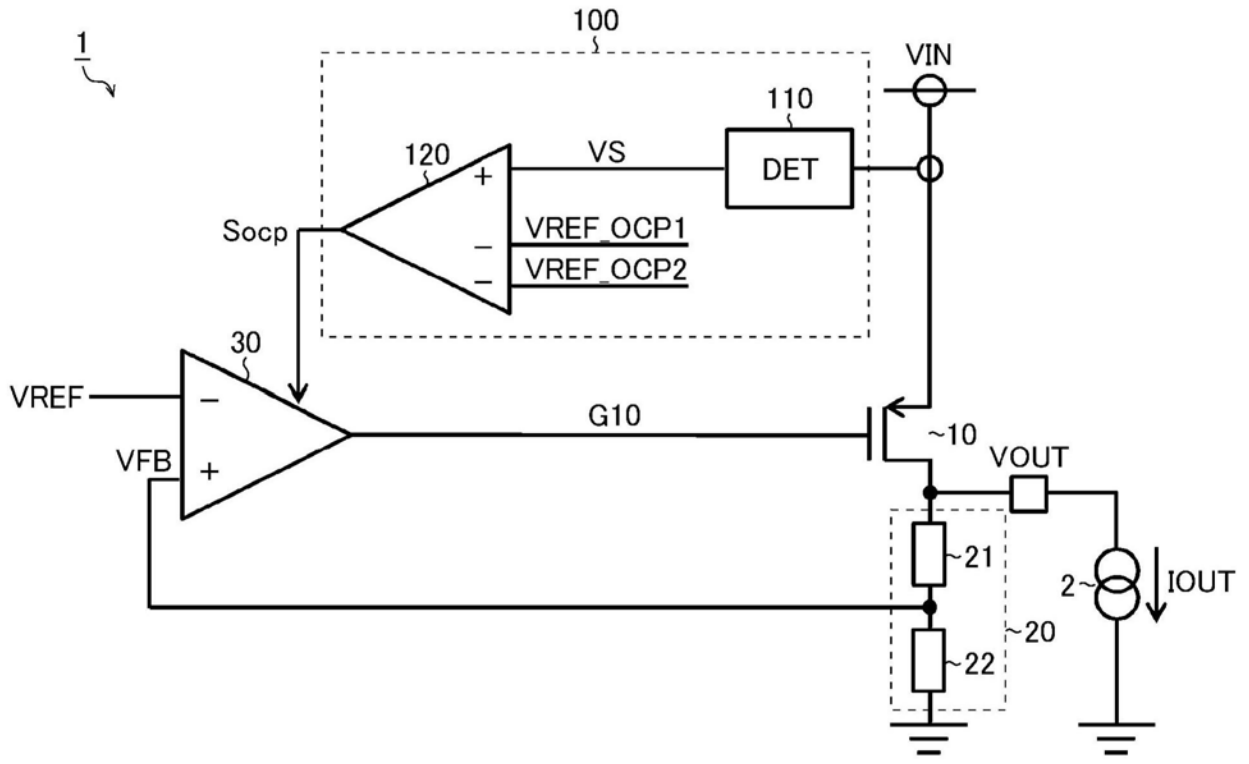 1
100
VIN
110
120
VS
DET
+
Socp
VREF_OCP1
−
VREF_OCP2
−
30
VREF
−
G10
10
VFB
+
VOUT
21
2
IOUT
20
22